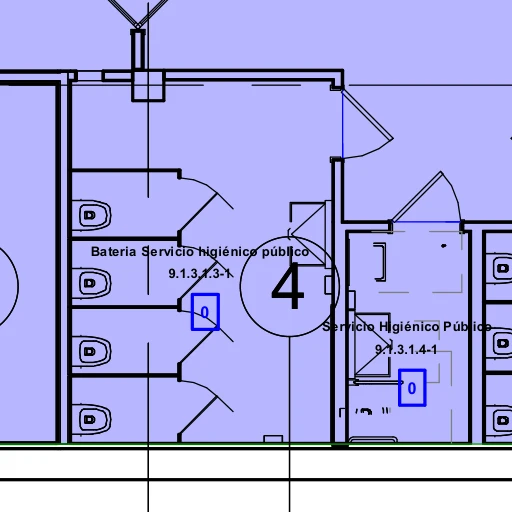 Bateria Servicio higiénico público
9.1.3.1.3-1
0
4
Servicio Higiénico Público
9.1.3.1.4-1
0